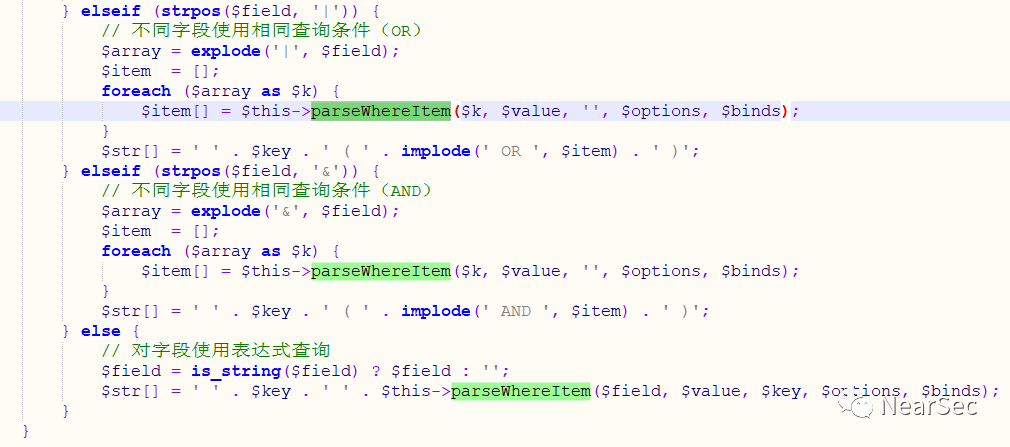 } elseif (strpos($field, '|')) {
// 不同字段使用相同查询条件（OR）
$array = explode('|', $field);
$item  = [];
foreach ($array as $k) {
$item[] = $this->parseWhereItem($k, $value, '', $options, $binds);
}
$str[] = ' ' . $key . ' ( ' . implode(' OR ', $item) . ' )';
} elseif (strpos($field, '&')) {
// 不同字段使用相同查询条件（AND）
$array = explode('&', $field);
$item  = [];
foreach ($array as $k) {
$item[] = $this->parseWhereItem($k, $value, '', $options, $binds);
}
$str[] = ' ' . $key . ' ( ' . implode(' AND ', $item) . ' )';
} else {
// 对字段使用表达式查询
$field = is_string($field) ? $field : '';
$str[] = ' ' . $key . ' ' . $this->parseWhereItem($field, $value, $key, $options, $binds);
}
}
NearSec